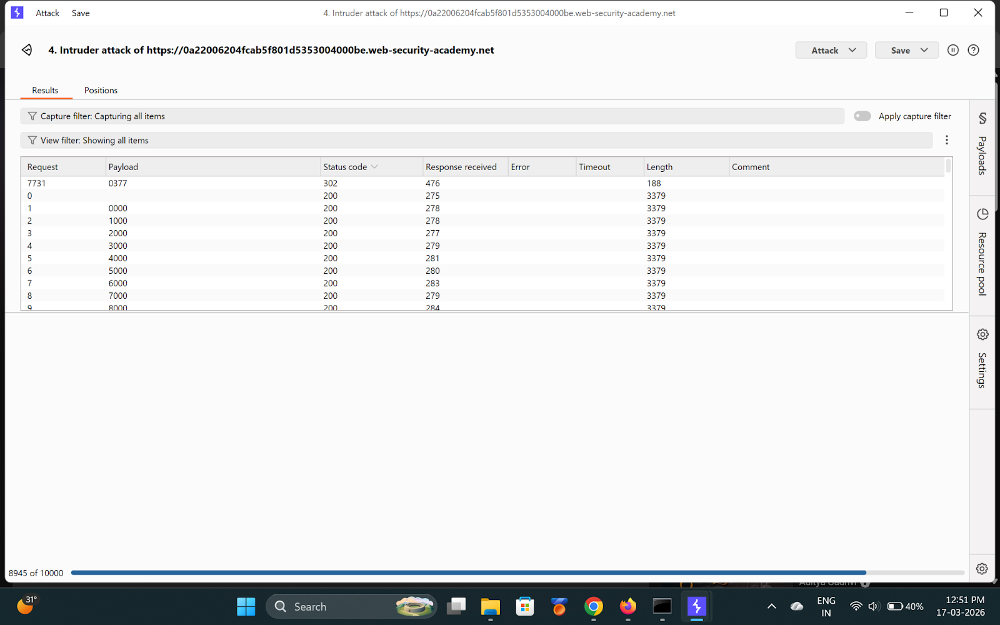 Attack Save 4. Intruder attack of https://0a22006204fcab5f801d5353004000be.web-security-academy.net
4. Intruder attack of https://0a22006204fcab5f801d5353004000be.web-security-academy.net Attack Save
Results Positions
Capture filter: Capturing all items Apply capture filter
View filter: Showing all items
Request Payload Status code Response received Error Timeout Length Comment
7731 0377 302 476 188
0 200 275 3379
1 0000 200 278 3379
2 1000 200 278 3379
3 2000 200 277 3379
4 3000 200 279 3379
5 4000 200 281 3379
6 5000 200 280 3379
7 6000 200 283 3379
8 7000 200 279 3379
9 8000 200 284 3379
Payloads
Resource pool
Settings
8945 of 10000
31°
Search
ENG
IN
40%
12:51 PM
17-03-2026